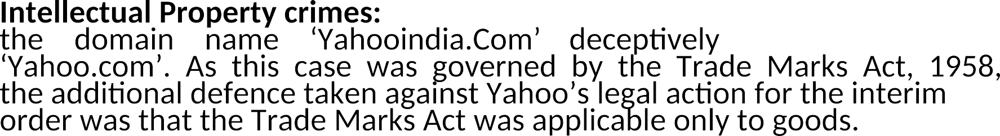 Intellectual Property crimes:
the domain name ‘Yahooindia.Com’ deceptively
‘Yahoo.com’. As this case was governed by the Trade Marks Act, 1958,
the additional defence taken against Yahoo’s legal action for the interim
order was that the Trade Marks Act was applicable only to goods.